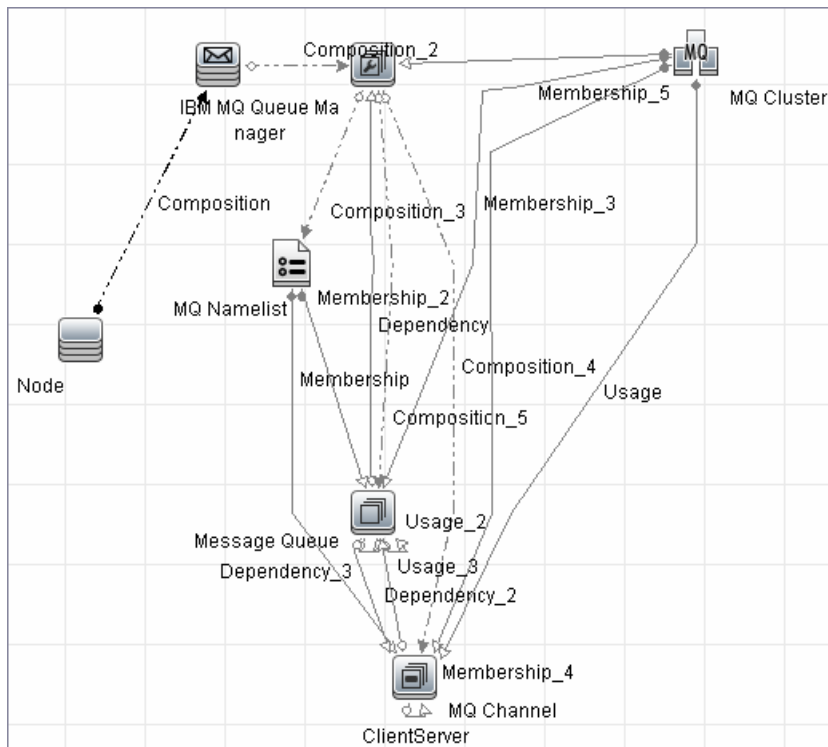 Composition_2
MQ
Membership_5
MQ Cluster
IBM MQ Queue Ma
nager
Composition
Composition_3
Membership_3
Membership_2
MQ Namelist
Dependency
Membership
Composition_4
Node
Usage
Composition_5
Usage_2
Message Queue
Usage_3
Dependency_3
Dependency_2
Membership_4
MQ Channel
ClientServer